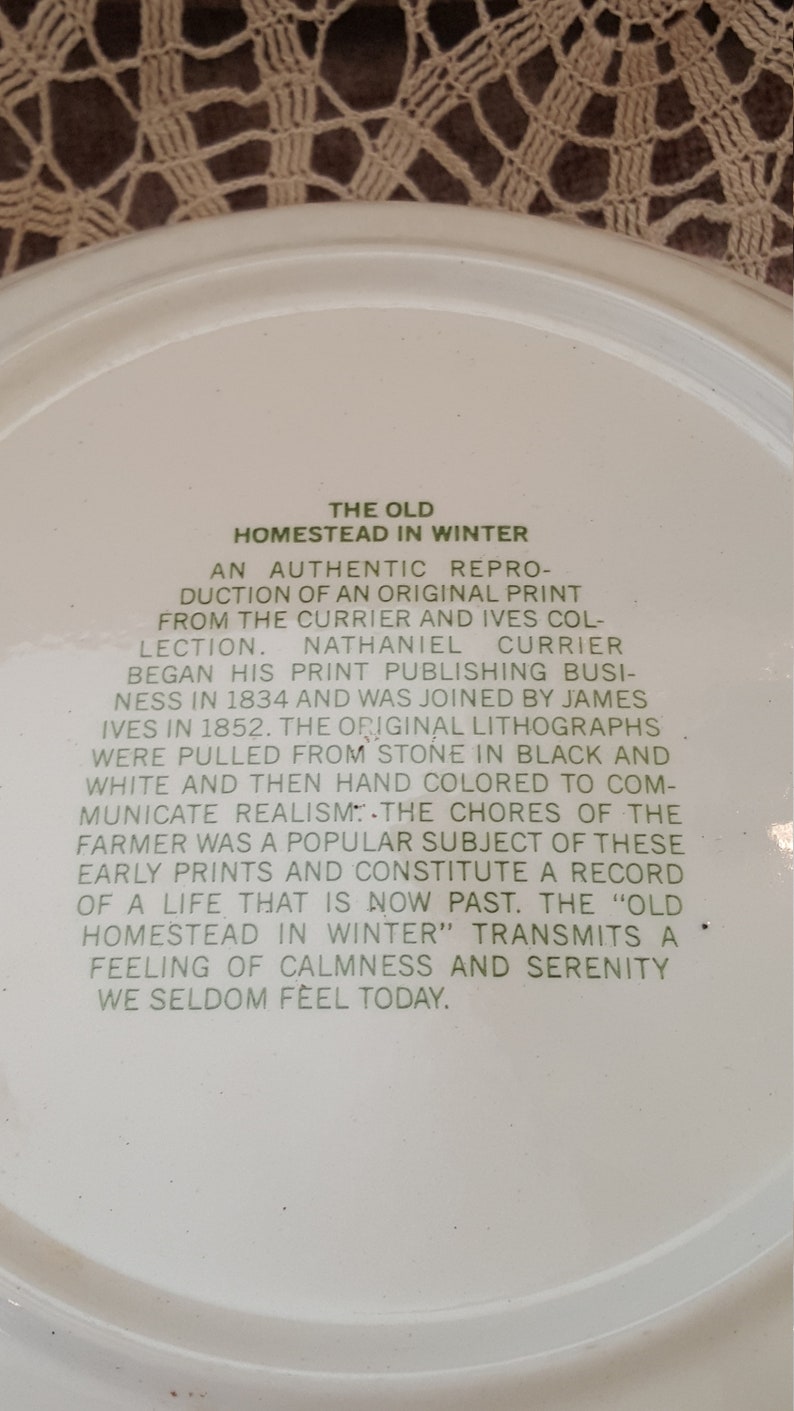 THE OLD
HOMESTEAD IN WINTER
AN AUTHENTIC REPRO-
DUCTION OF AN ORIGINAL PRINT
FROM THE CURRIER AND IVES COL-
LECTION. NATHANIEL CURRIER
BEGAN HIS PRINT PUBLISHING BUSI-
NESS IN 1834 AND WAS JOINED BY JAMES
IVES IN 1852. THE ORIGINAL LITHOGRAPHS
WERE PULLED FROM STONE IN BLACK AND
WHITE AND THEN HAND COLORED TO COM-
MUNICATE REALISM. THE CHORES OF THE
FARMER WAS A POPULAR SUBJECT OF THESE
EARLY PRINTS AND CONSTITUTE A RECORD
OF A LIFE THAT IS NOW PAST. THE "OLD
HOMESTEAD IN WINTER" TRANSMITS A
FEELING OF CALMNESS AND SERENITY
WE SELDOM FEEL TODAY.